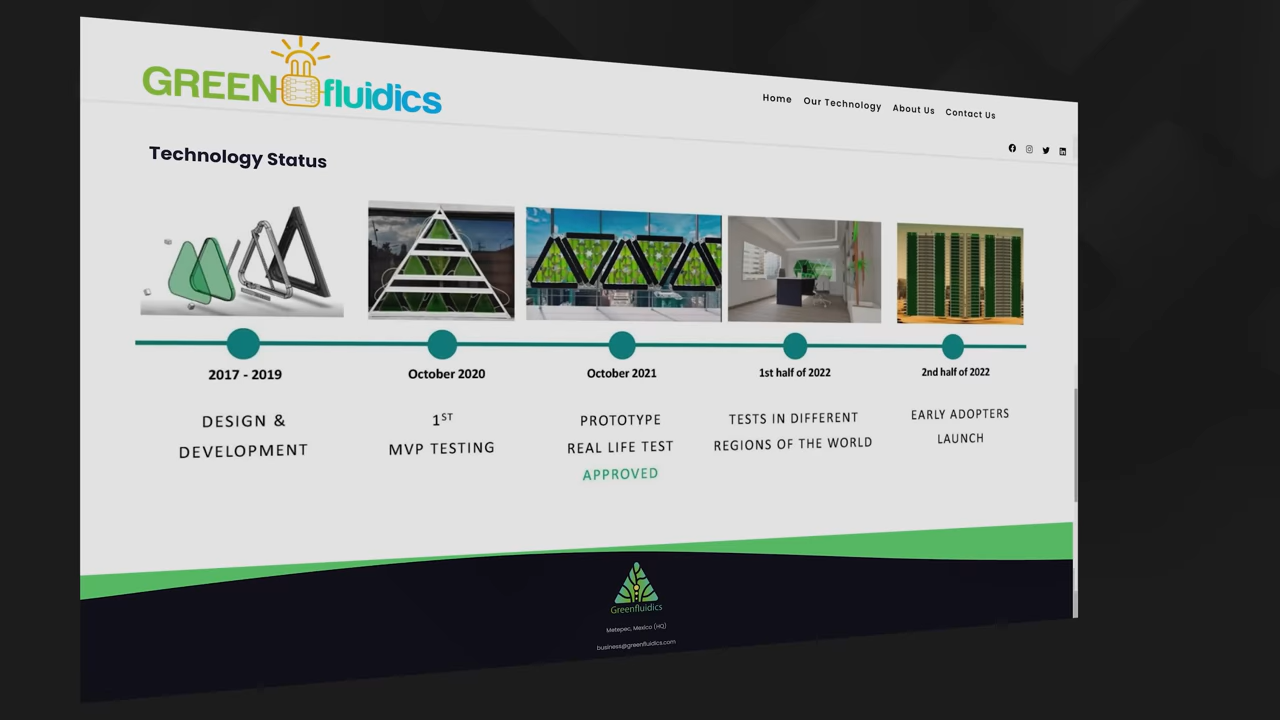 GREEN fluidics
Home Our Technology About Us Contact Us
Technology Status
2017 - 2019
October 2020
October 2021
1st half of 2022
2nd half of 2022
DESIGN &
DEVELOPMENT
1ST
MVP TESTING
PROTOTYPE
REAL LIFE TEST
APPROVED
TESTS IN DIFFERENT
REGIONS OF THE WORLD
EARLY ADOPTERS
LAUNCH
Greenfluidics
Metepec, Mexico (HQ)
business@greenfluidics.com